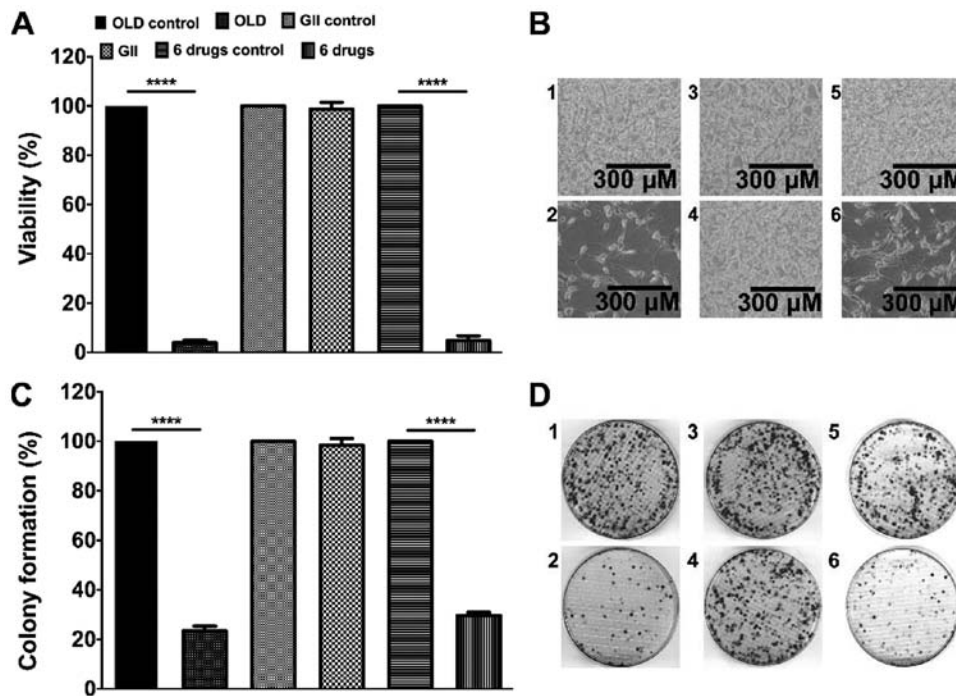 A
OLD control OLD GII control
GII 6 drugs control 6 drugs
120
100
80
60
40
20
0
Viability (%)
****
****
B
1
3
5
300 µM
300 µM
300 µM
2
4
6
300 µM
300 µM
300 µM
C
120
100
80
60
40
20
0
Colony formation (%)
****
****
D
1
3
5
2
4
6